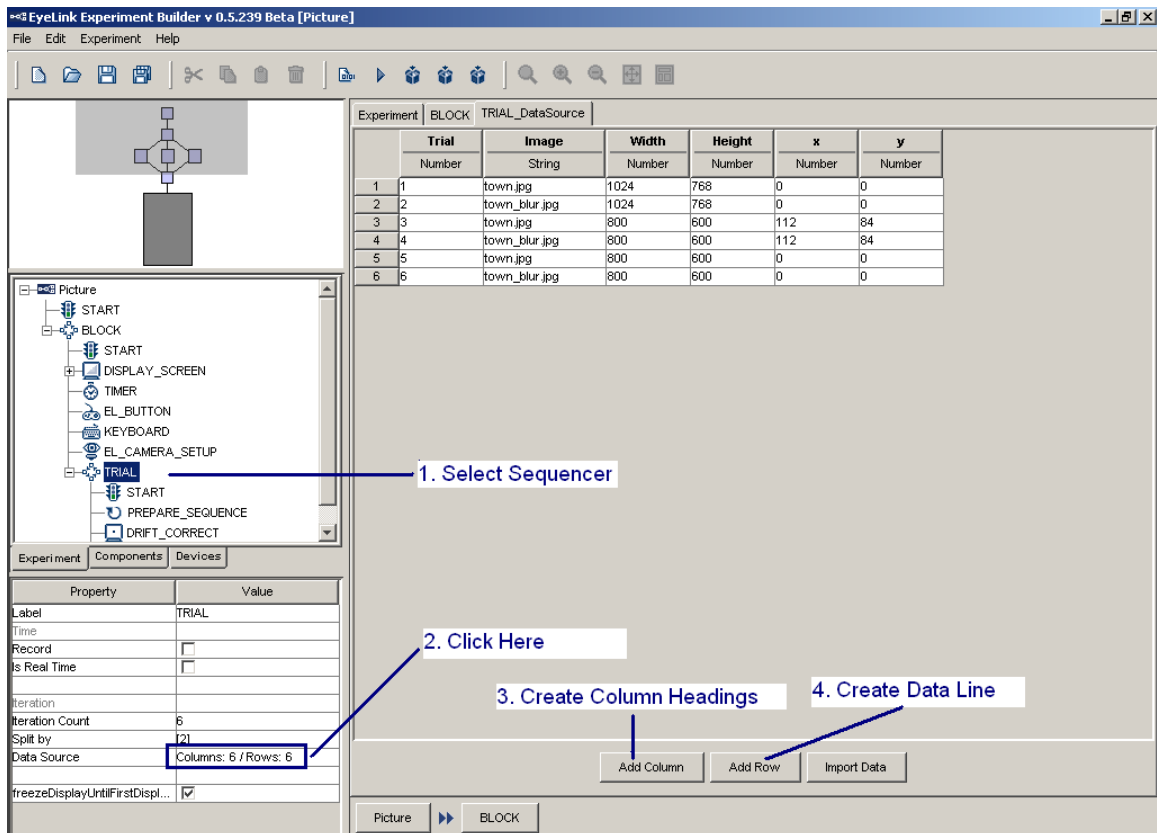 EyeLink Experiment Builder v 0.5.239 Beta [Picture]
File Edit Experiment Help
Experiment BLOCK TRIAL_DataSource
Trial Image Width Height x y
Number String Number Number Number Number
1 1 town.jpg 1024 768 0 0
2 2 town_blur.jpg 1024 768 0 0
3 3 town.jpg 800 600 112 84
4 4 town_blur.jpg 800 600 112 84
5 5 town.jpg 800 600 0 0
6 6 town_blur.jpg 800 600 0 0
Picture
START
BLOCK
START
DISPLAY_SCREEN
TIMER
EL_BUTTON
KEYBOARD
EL_CAMERA_SETUP
TRIAL
START
PREPARE_SEQUENCE
DRIFT_CORRECT
1. Select Sequencer
Experiment Components Devices
Property Value
Label TRIAL
Time
Record
Is Real Time
Iteration
Iteration Count 6
Split by [2]
Data Source Columns: 6 / Rows: 6
freezeDisplayUntilFirstDispl...
2. Click Here
3. Create Column Headings
4. Create Data Line
Add Column Add Row Import Data
Picture BLOCK